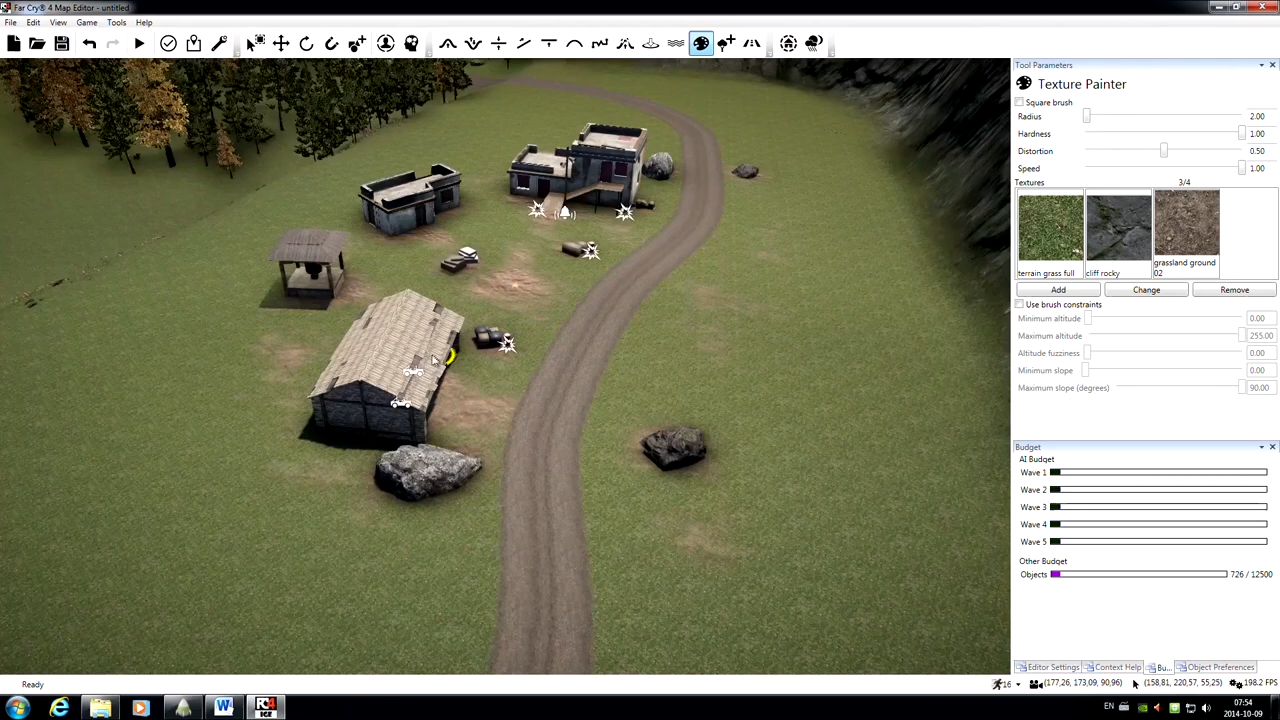 Far Cry® 4 Map Editor - untitled
File Edit View Game Tools Help
Tool Parameters
Texture Painter
Square brush
Radius 2.00
Hardness 1.00
Distortion 0.50
Speed 1.00
Textures 3/4
terrain grass full cliff rocky grassland ground 02
Add Change Remove
Use brush constraints
Minimum altitude 0.00
Maximum altitude 255.00
Altitude fuzziness 0.00
Minimum slope 0.00
Maximum slope (degrees) 90.00
Budget
AI Budget
Wave 1
Wave 2
Wave 3
Wave 4
Wave 5
Other Budget
Objects 726 / 12500
Editor Settings Context Help Bu... Object Preferences
Ready 16 (177,26, 173,09, 90,96) (158,81, 220,57, 55,25) 198.2 FPS
EN 07:54
2014-10-09